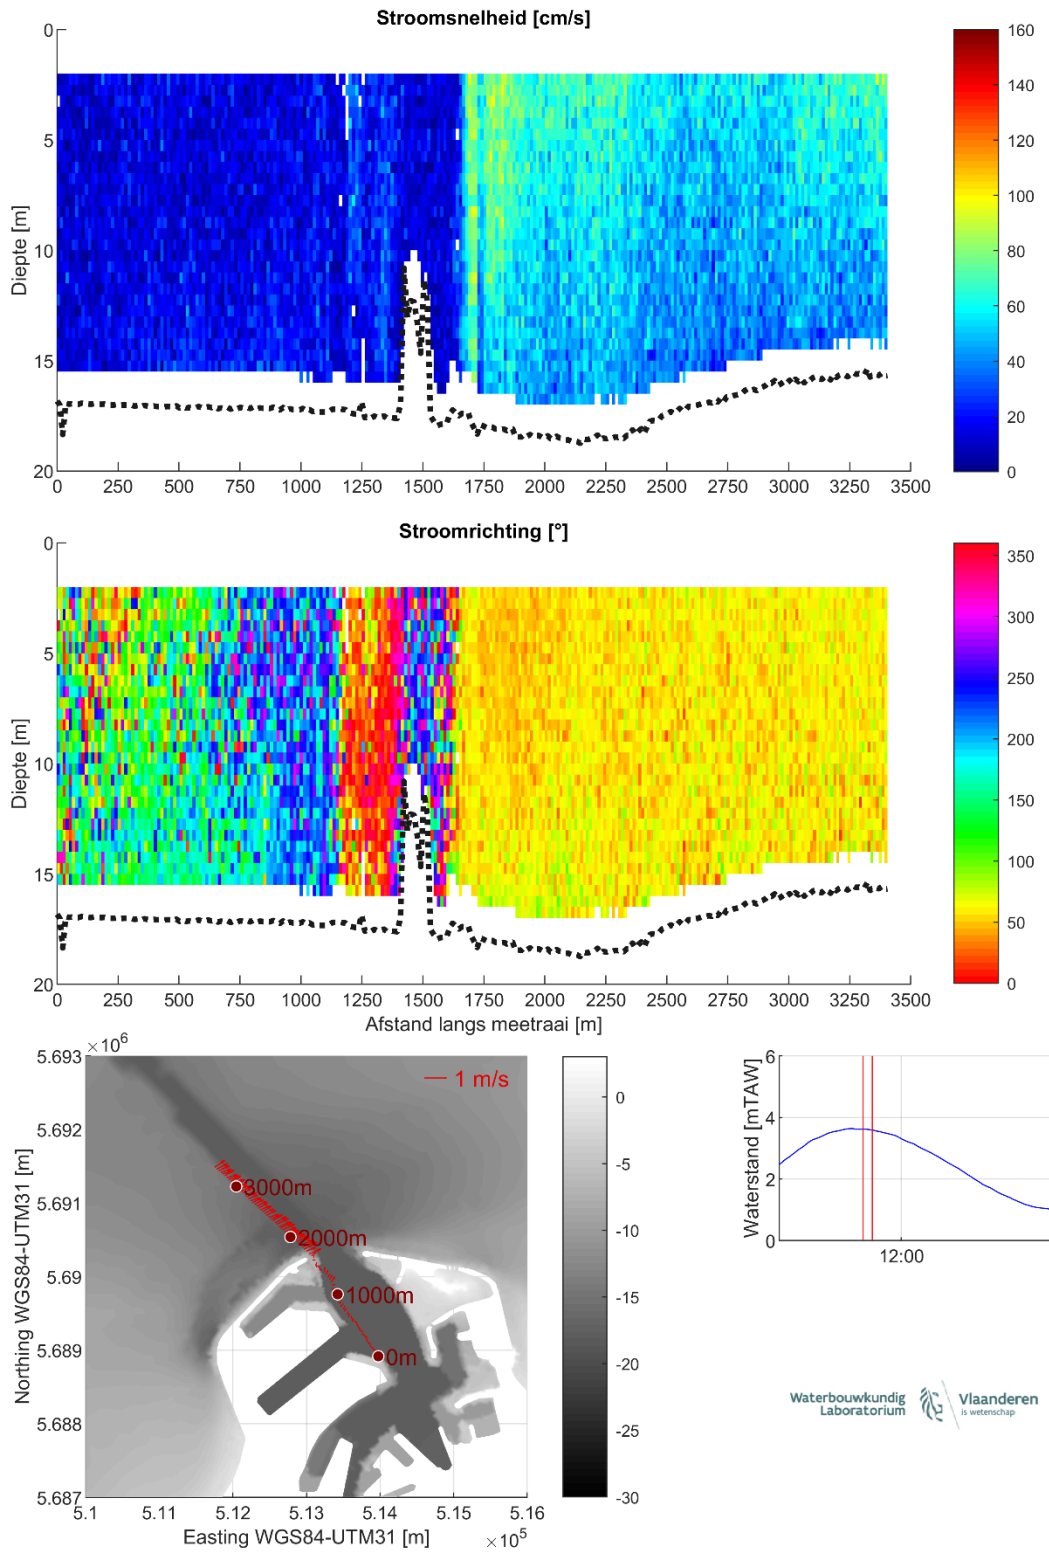 Stroomsnelheid [cm/s]
0
5
10
15
20
Diepte [m]
0 250 500 750 1000 1250 1500 1750 2000 2250 2500 2750 3000 3250 3500
160
140
120
100
80
60
40
20
0
Stroomrichting [°]
0
5
10
15
20
Diepte [m]
0 250 500 750 1000 1250 1500 1750 2000 2250 2500 2750 3000 3250 3500
Afstand langs meetraai [m]
350
300
250
200
150
100
50
0
×10⁶
5.693
5.692
5.691
5.69
5.689
5.688
5.687
Northing WGS84-UTM31 [m]
1 m/s
3000m
2000m
1000m
0m
5.1 5.12 5.13 5.14 5.15 5.16
Easting WGS84-UTM31 [m]
×10⁵
0
-5
-10
-15
-20
-25
-30
Waterstand [mTAW]
6
4
2
0
12:00
Waterbouwkundig
Laboratorium
Vlaanderen
is wetenschap